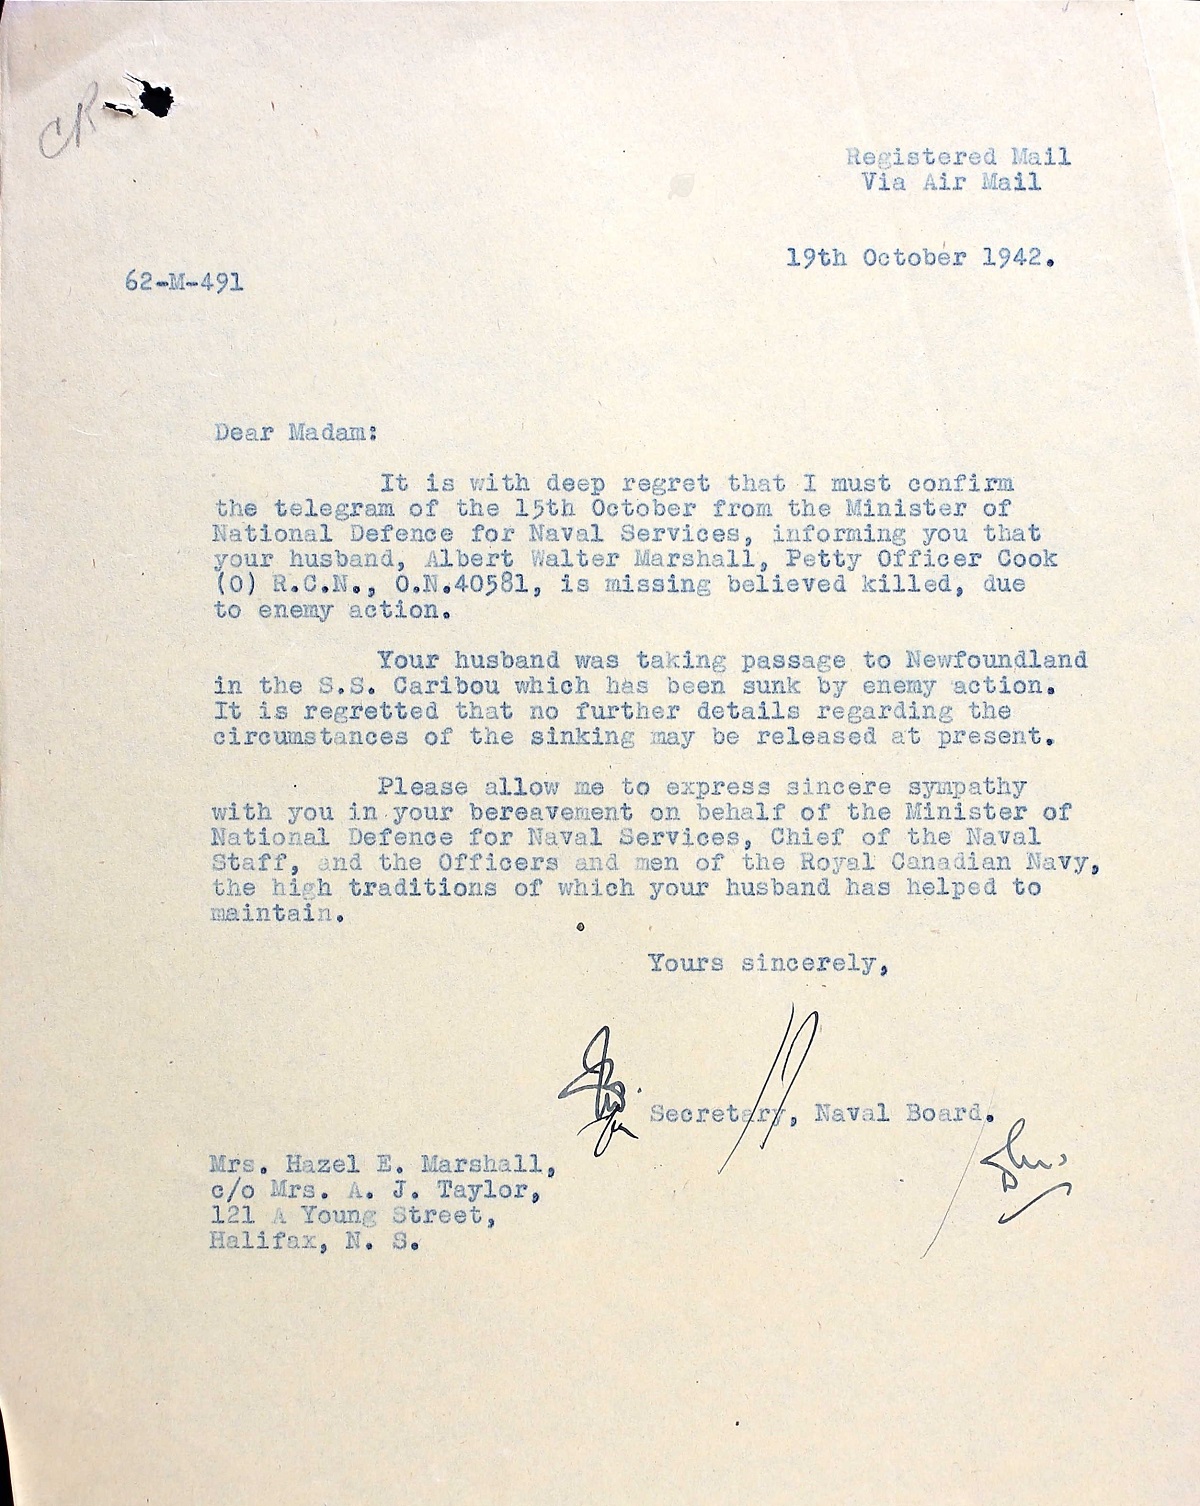 CR
Registered Mail
Via Air Mail
19th October 1942.
62-M-491
Dear Madam:
It is with deep regret that I must confirm
the telegram of the 15th October from the Minister of
National Defence for Naval Services, informing you that
your husband, Albert Walter Marshall, Petty Officer Cook
(O) R.C.N., O.N.40581, is missing believed killed, due
to enemy action.
Your husband was taking passage to Newfoundland
in the S.S. Caribou which has been sunk by enemy action.
It is regretted that no further details regarding the
circumstances of the sinking may be released at present.
Please allow me to express sincere sympathy
with you in your bereavement on behalf of the Minister of
National Defence for Naval Services, Chief of the Naval
Staff, and the Officers and men of the Royal Canadian Navy,
the high traditions of which your husband has helped to
maintain.
Yours sincerely,
Secretary, Naval Board.
Mrs. Hazel E. Marshall,
c/o Mrs. A. J. Taylor,
121 A Young Street,
Halifax, N. S.